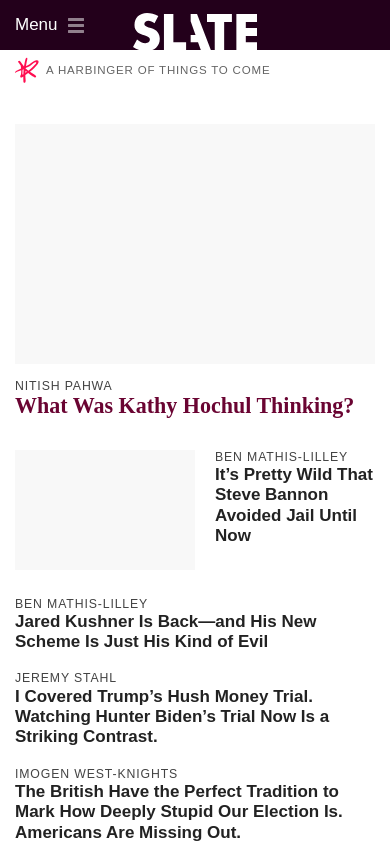 Menu
SLATE
A HARBINGER OF THINGS TO COME
NITISH PAHWA
What Was Kathy Hochul Thinking?
BEN MATHIS-LILLEY
It’s Pretty Wild That
Steve Bannon
Avoided Jail Until
Now
BEN MATHIS-LILLEY
Jared Kushner Is Back—and His New
Scheme Is Just His Kind of Evil
JEREMY STAHL
I Covered Trump’s Hush Money Trial.
Watching Hunter Biden’s Trial Now Is a
Striking Contrast.
IMOGEN WEST-KNIGHTS
The British Have the Perfect Tradition to
Mark How Deeply Stupid Our Election Is.
Americans Are Missing Out.